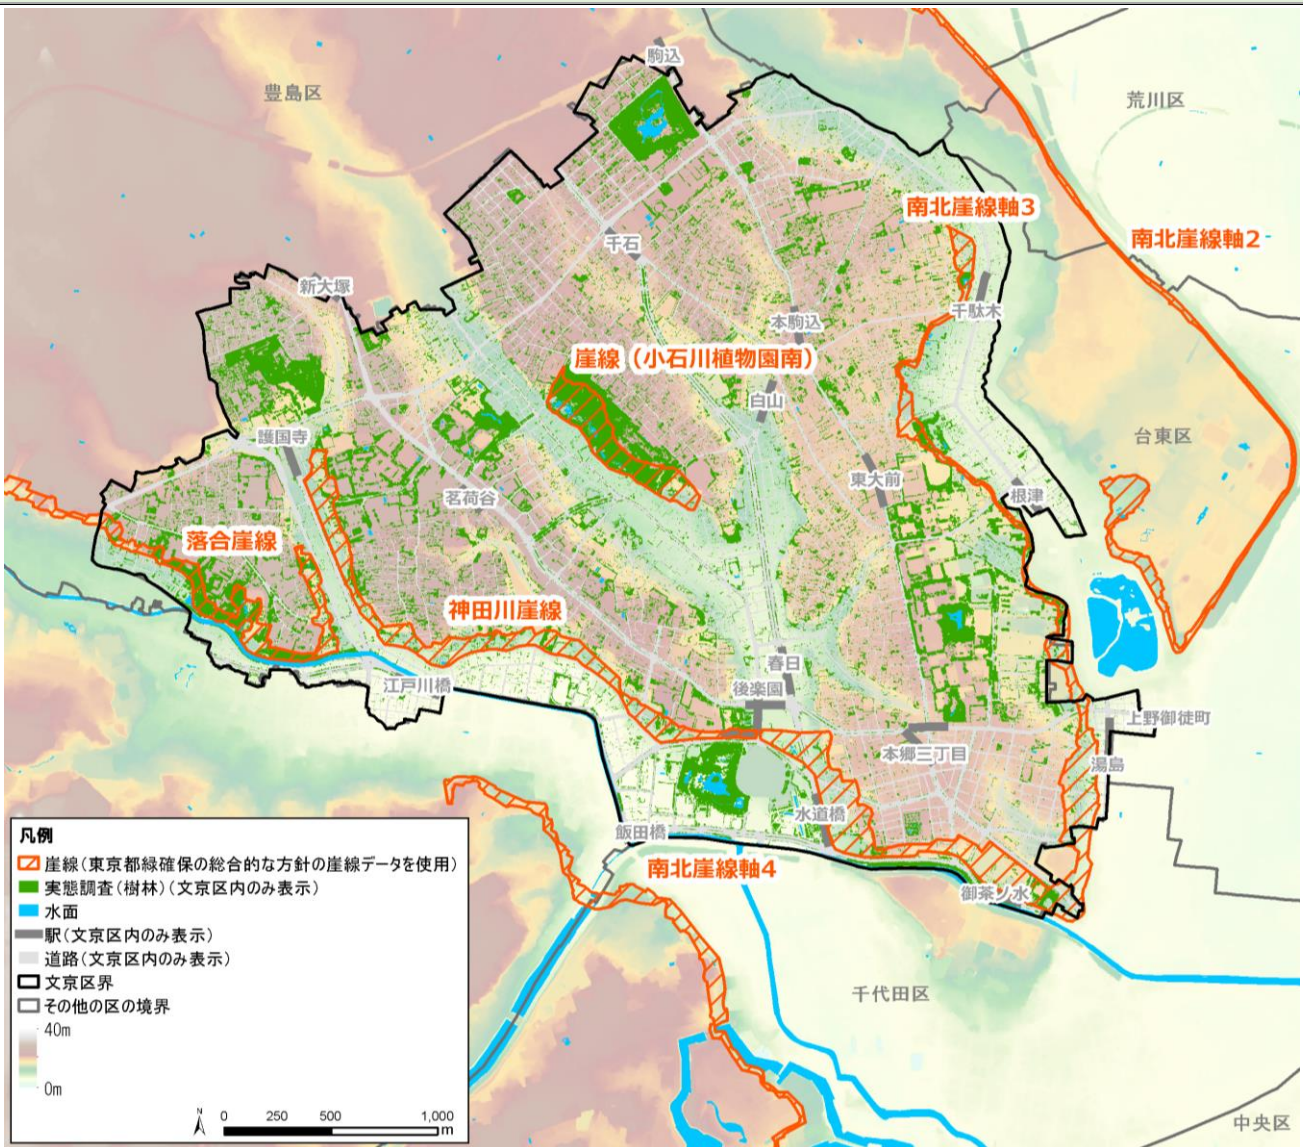 駒込
豊島区
荒川区
南北崖線軸3
南北崖線軸2
千石
新大塚
千駄木
本駒込
崖線（小石川植物園南）
白山
台東区
護国寺
東大前
茗荷谷
根津
落合崖線
神田川崖線
春日
江戸川橋
後楽園
上野御徒町
本郷三丁目
湯島
水道橋
飯田橋
南北崖線軸4
御茶ノ水
千代田区
中央区
凡例
崖線（東京都緑確保の総合的な方針の崖線データを使用）
実態調査（樹林）（文京区内のみ表示）
水面
駅（文京区内のみ表示）
道路（文京区内のみ表示）
文京区界
その他の区の境界
40m
0m
N
0 250 500 1,000
m